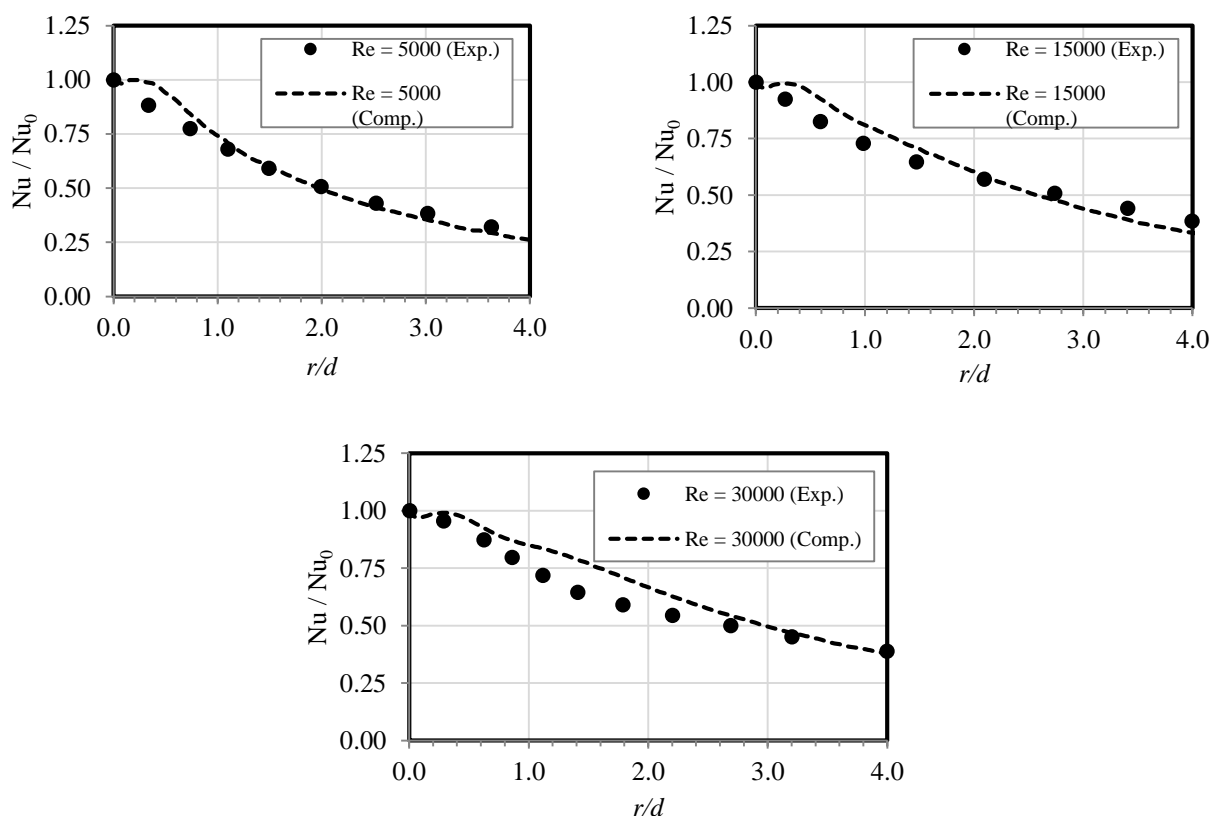 1.25
1.00
0.75
0.50
0.25
0.00
Nu / Nu0
0.0
1.0
2.0
3.0
4.0
r/d
Re = 5000 (Exp.)
Re = 5000
(Comp.)
1.25
1.00
0.75
0.50
0.25
0.00
Nu / Nu0
0.0
1.0
2.0
3.0
4.0
r/d
Re = 15000 (Exp.)
Re = 15000
(Comp.)
1.25
1.00
0.75
0.50
0.25
0.00
Nu / Nu0
0.0
1.0
2.0
3.0
4.0
r/d
Re = 30000 (Exp.)
Re = 30000 (Comp.)